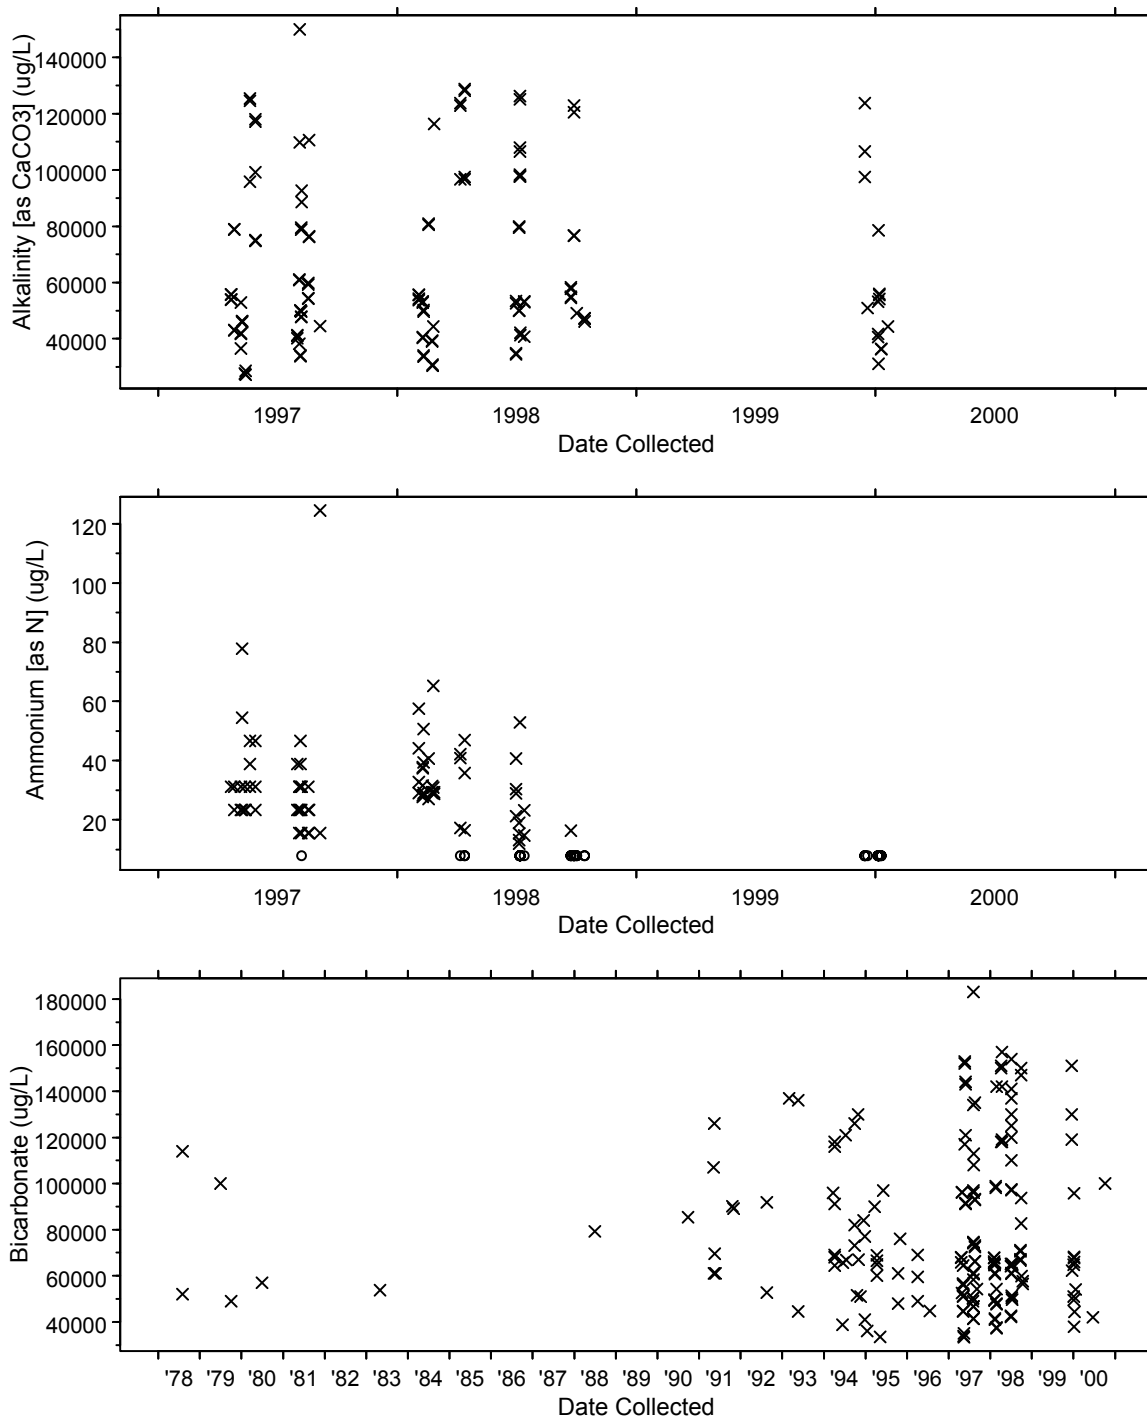 Alkalinity [as CaCO3] (ug/L)
140000
120000
100000
80000
60000
40000
1997 1998 1999 2000
Date Collected
Ammonium [as N] (ug/L)
120
100
80
60
40
20
1997 1998 1999 2000
Date Collected
Bicarbonate (ug/L)
180000
160000
140000
120000
100000
80000
60000
40000
'78 '79 '80 '81 '82 '83 '84 '85 '86 '87 '88 '89 '90 '91 '92 '93 '94 '95 '96 '97 '98 '99 '00
Date Collected